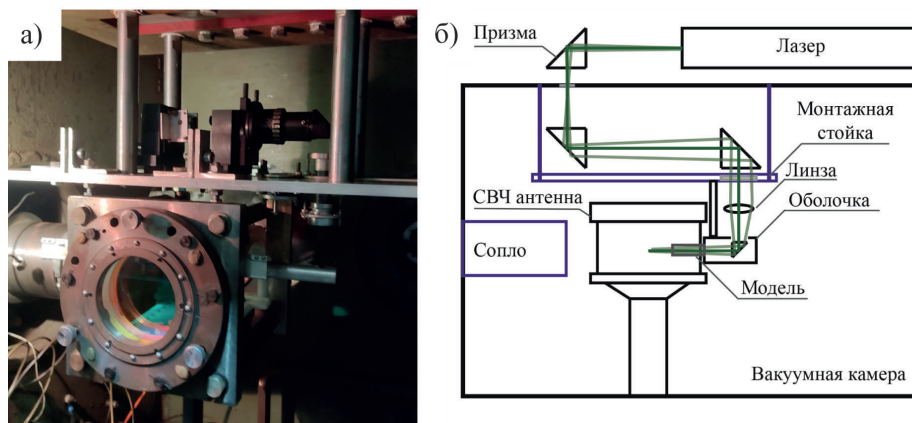 а)
б)
Призма
Лазер
Монтажная
стойка
Линза
СВЧ антенна
Оболочка
Сопло
Модель
Вакуумная камера